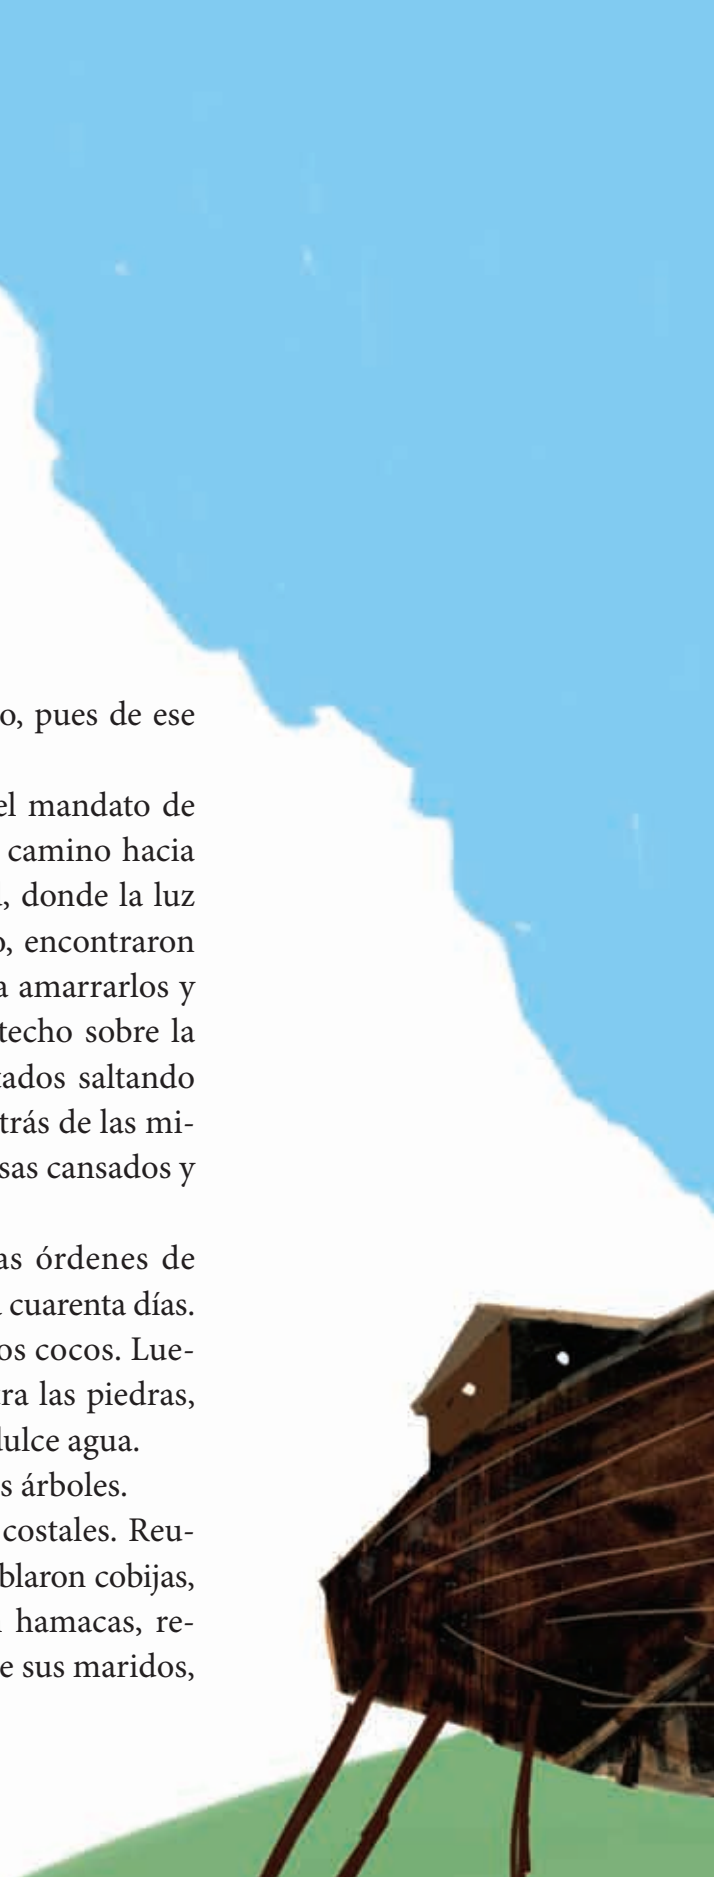 o, pues de ese
el mandato de
camino hacia
, donde la luz
o, encontraron
a amarrarlos y
techo sobre la
tados saltando
trás de las mi-
sas cansados y
as órdenes de
cuarenta días.
os cocos. Lue-
ra las piedras,
dulce agua.
s árboles.
costales. Reu-
blaron cobijas,
hamacas, re-
e sus maridos,